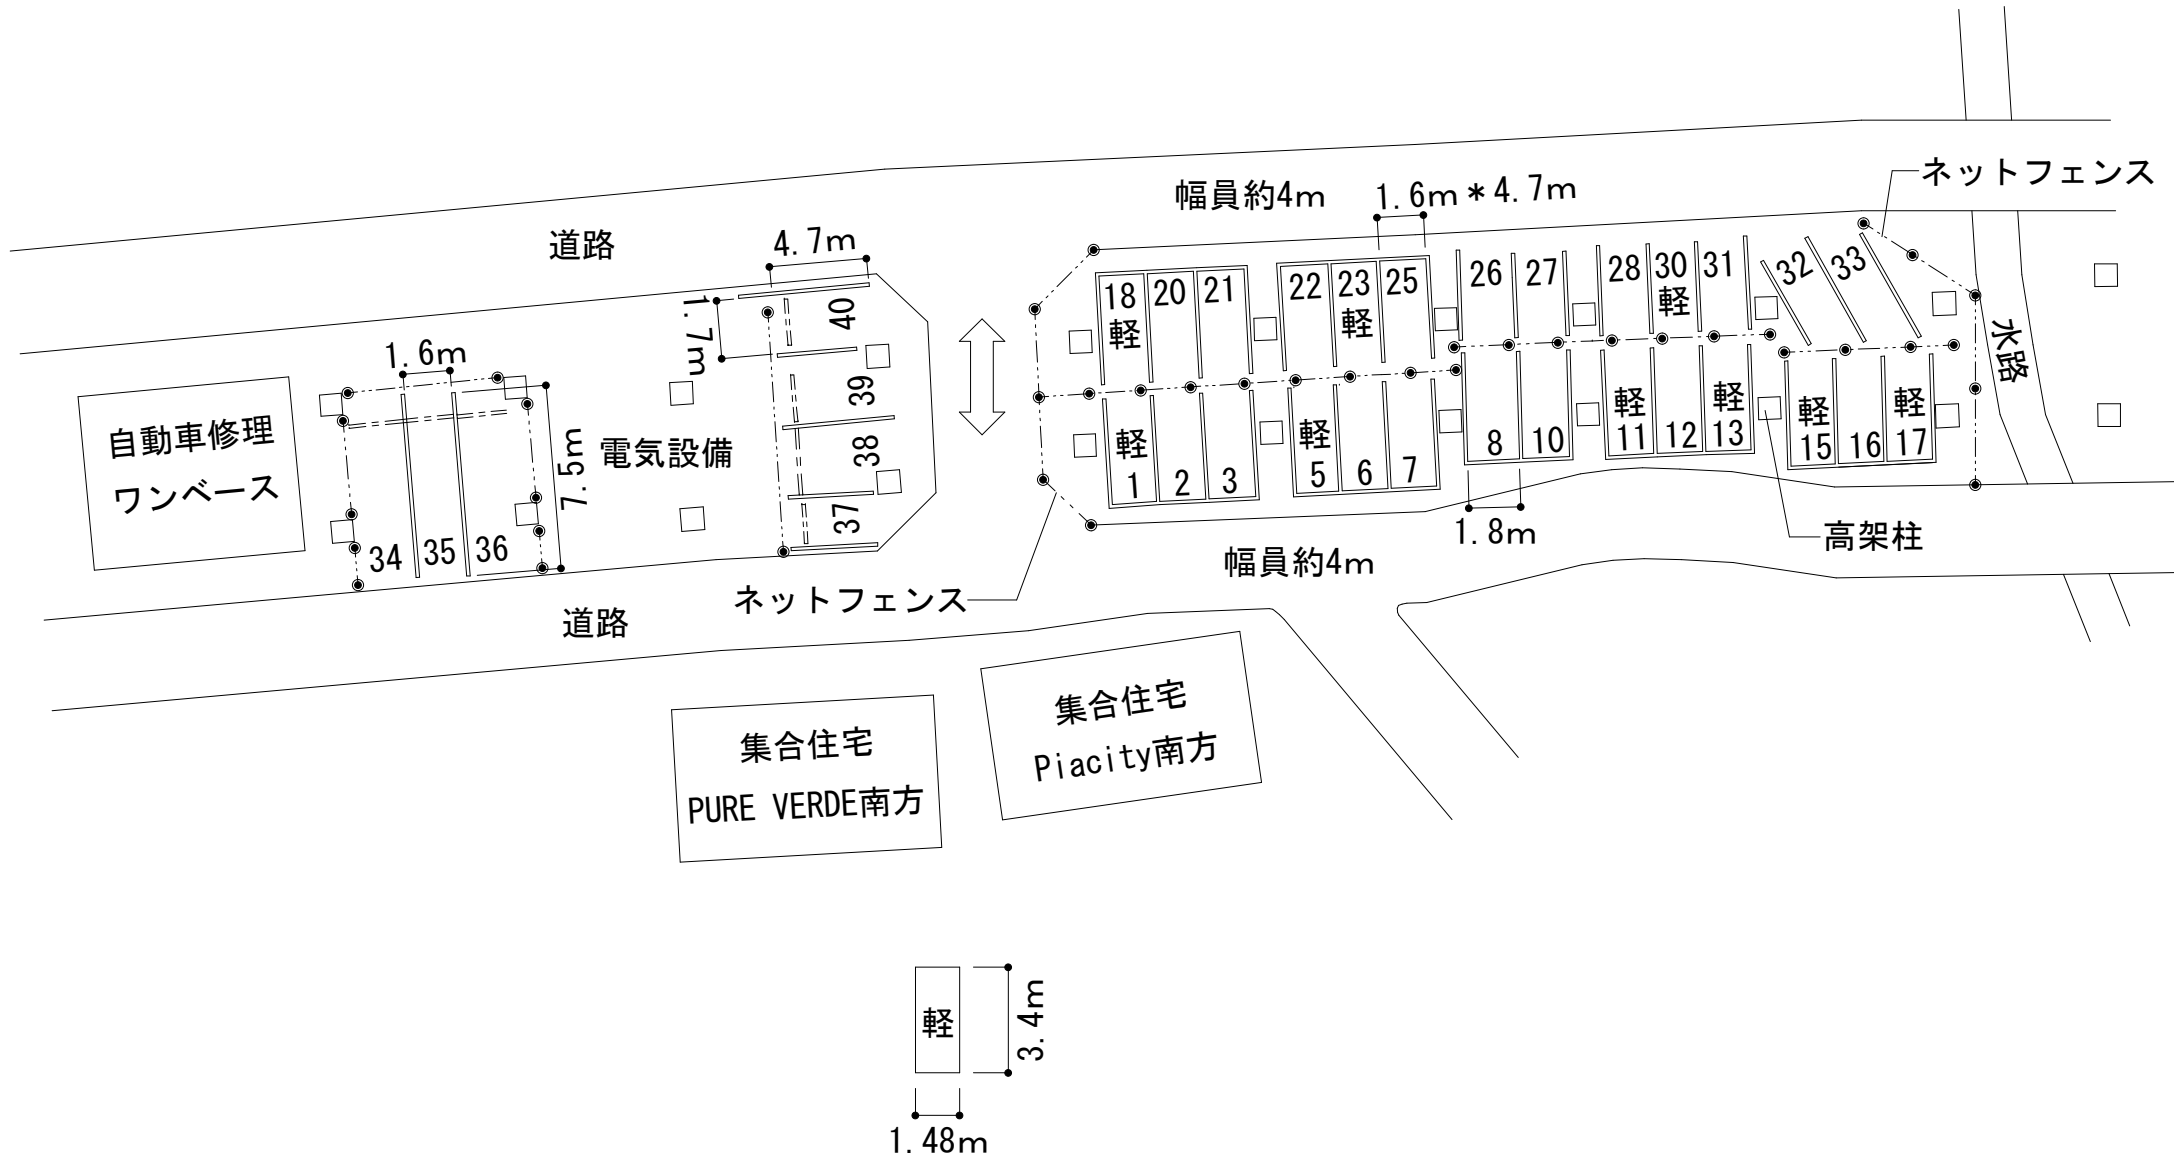 幅員約4m
1.6m*4.7m
ネットフェンス
道路
4.7m
1.7m
40
39
38
37
18
軽
20
21
22
23
軽
25
26
27
28
30
軽
31
32
33
水路
1.6m
7.5m
自動車修理
ワンベース
34
35
36
電気設備
軽
1
2
3
軽
5
6
7
8
10
軽
11
12
軽
13
軽
15
16
軽
17
1.8m
高架柱
幅員約4m
ネットフェンス
道路
集合住宅
PURE VERDE南方
集合住宅
Piacity南方
軽
3.4m
1.48m